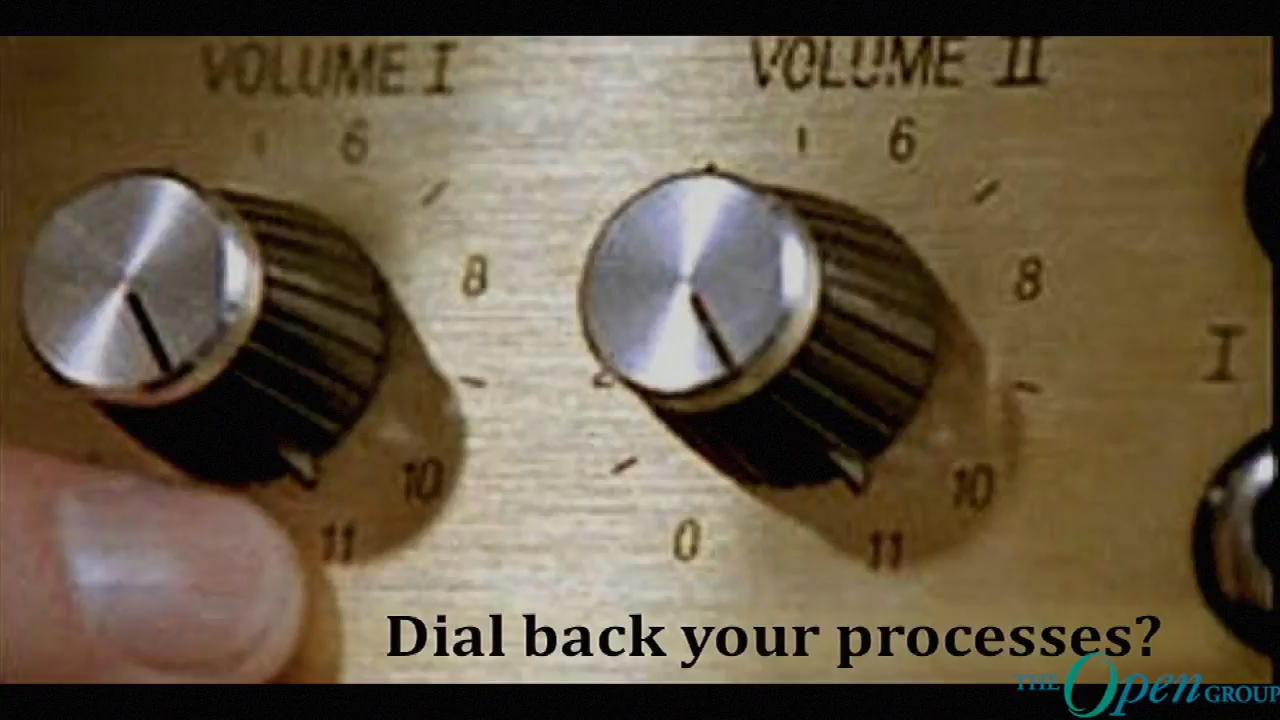 VOLUME I
VOLUME II
6
6
8
8
I
2
10
10
0
11
11
Dial back your processes?
THE Open GROUP